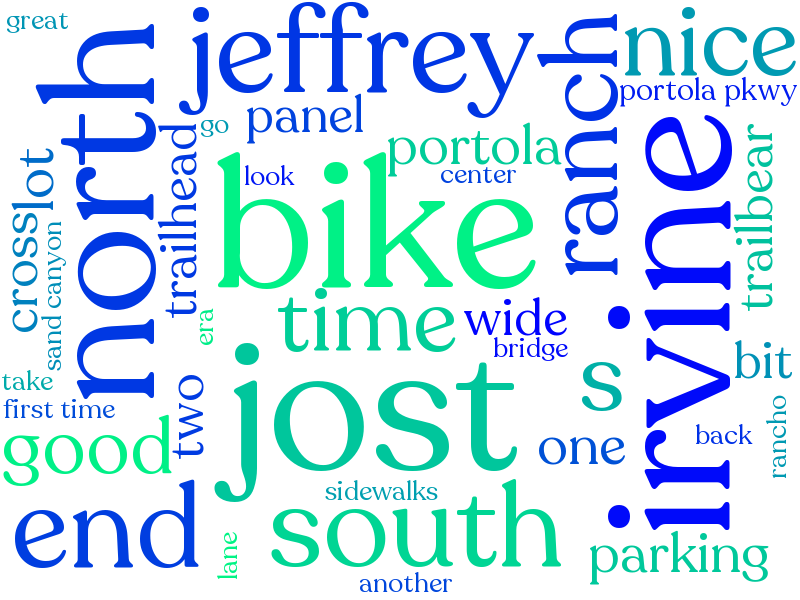 great
north
jeffrey
ranch
nice
portola pkwy
go
panel
portola
irvine
trailbear
lot
cross
sand canyon
trailhead
look
center
bike
era
time
wide
bridge
take
first time
two
jost
s
bit
good
one
back
rancho
end
sidewalks
south
lane
parking
another